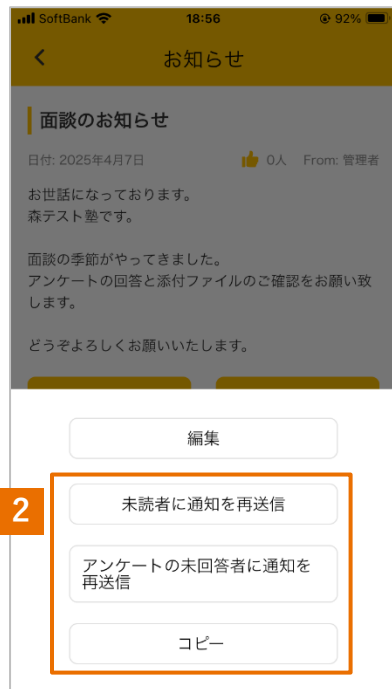 SoftBank 18:56 92%
お知らせ
面談のお知らせ
日付: 2025年4月7日 0人 From: 管理者
お世話になっております。
森テスト塾です。
面談の季節がやってきました。
アンケートの回答と添付ファイルのご確認をお願い致
します。
どうぞよろしくお願いいたします。
編集
2
未読者に通知を再送信
アンケートの未回答者に通知を
再送信
コピー